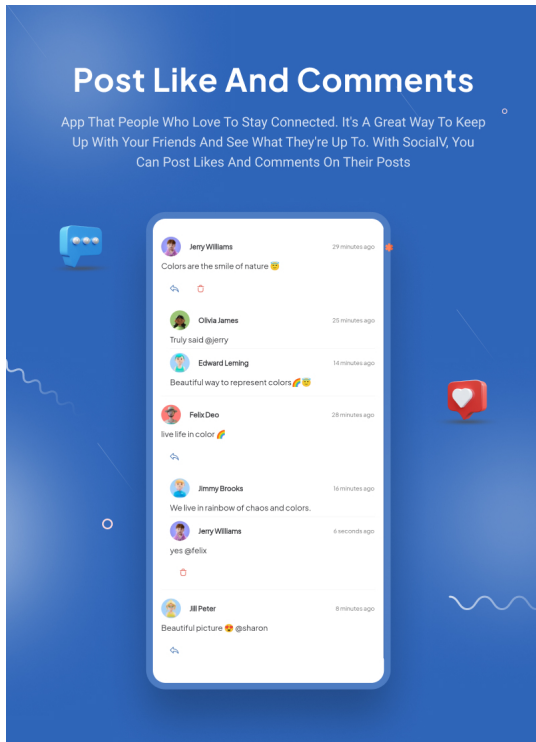 Post Like And Comments
App That People Who Love To Stay Connected. It's A Great Way To Keep
Up With Your Friends And See What They're Up To. With SocialV, You
Can Post Likes And Comments On Their Posts
Jerry Williams 29 minutes ago
Colors are the smile of nature 😇
Olivia James 25 minutes ago
Truly said @jerry
Edward Leming 14 minutes ago
Beautiful way to represent colors🌈😇
Felix Deo 28 minutes ago
live life in color 🌈
Jimmy Brooks 16 minutes ago
We live in rainbow of chaos and colors.
Jerry Williams 6 seconds ago
yes @felix
Jill Peter 8 minutes ago
Beautiful picture 😍 @sharon